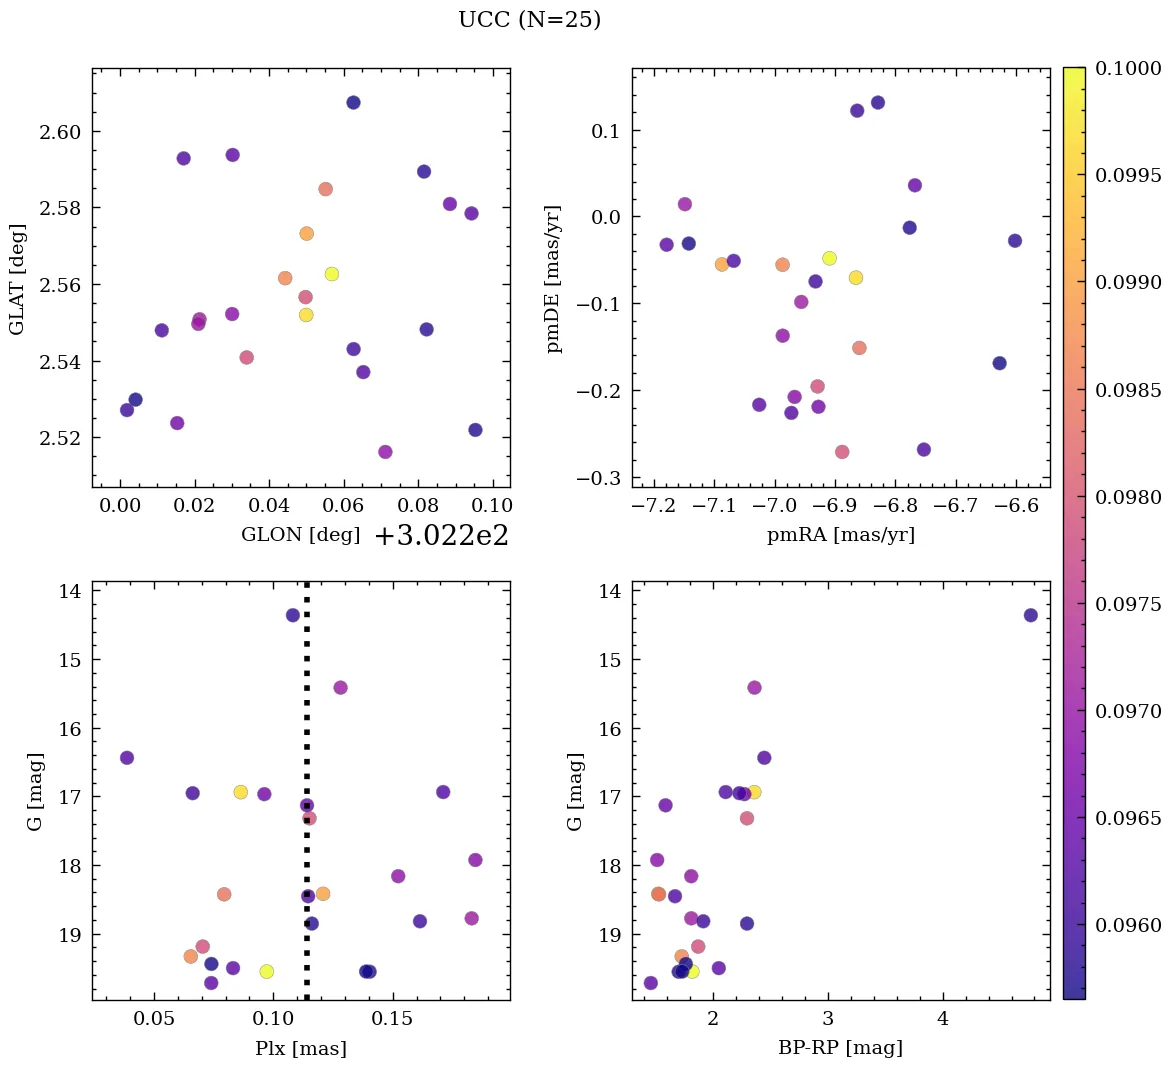 UCC (N=25)
2.60
2.58
2.56
2.54
2.52
GLAT [deg]
0.00 0.02 0.04 0.06 0.08 0.10
GLON [deg] +3.022e2
0.1
0.0
−0.1
−0.2
−0.3
pmDE [mas/yr]
−7.2 −7.1 −7.0 −6.9 −6.8 −6.7 −6.6
pmRA [mas/yr]
0.1000
0.0995
0.0990
0.0985
0.0980
0.0975
0.0970
0.0965
0.0960
14
15
16
17
18
19
G [mag]
0.05 0.10 0.15
Plx [mas]
14
15
16
17
18
19
G [mag]
2 3 4
BP-RP [mag]